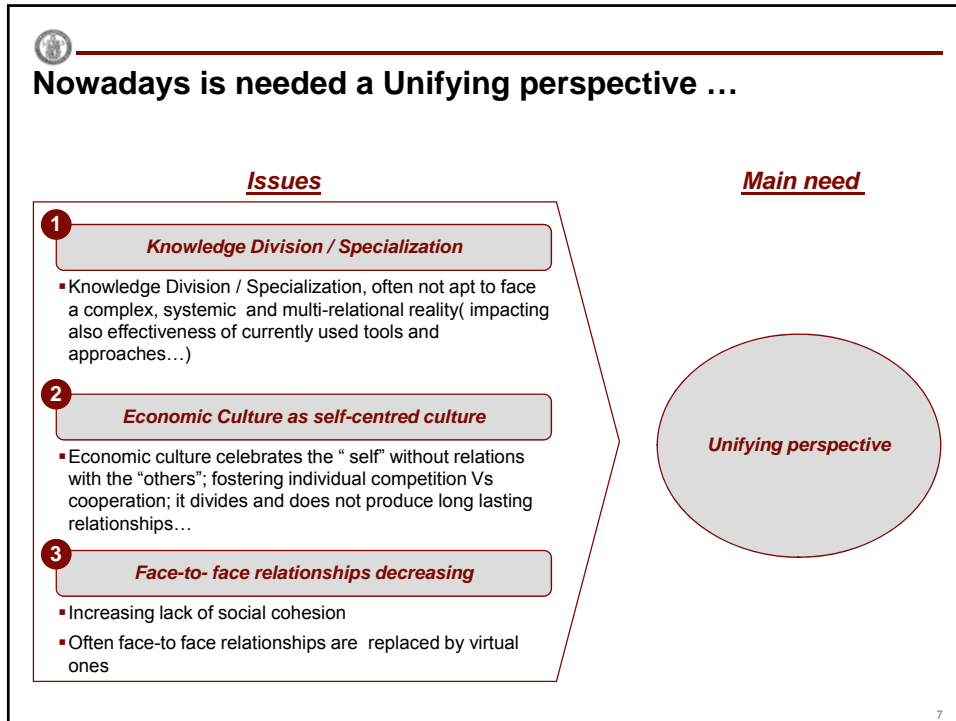 Nowadays is needed a Unifying perspective …
Issues
1
Knowledge Division / Specialization
▪Knowledge Division / Specialization, often not apt to face
a complex, systemic and multi-relational reality( impacting
also effectiveness of currently used tools and
approaches…)
2
Economic Culture as self-centred culture
▪Economic culture celebrates the “ self” without relations
with the “others”; fostering individual competition Vs
cooperation; it divides and does not produce long lasting
relationships…
3
Face-to- face relationships decreasing
▪Increasing lack of social cohesion
▪Often face-to face relationships are replaced by virtual
ones
Main need
Unifying perspective
7